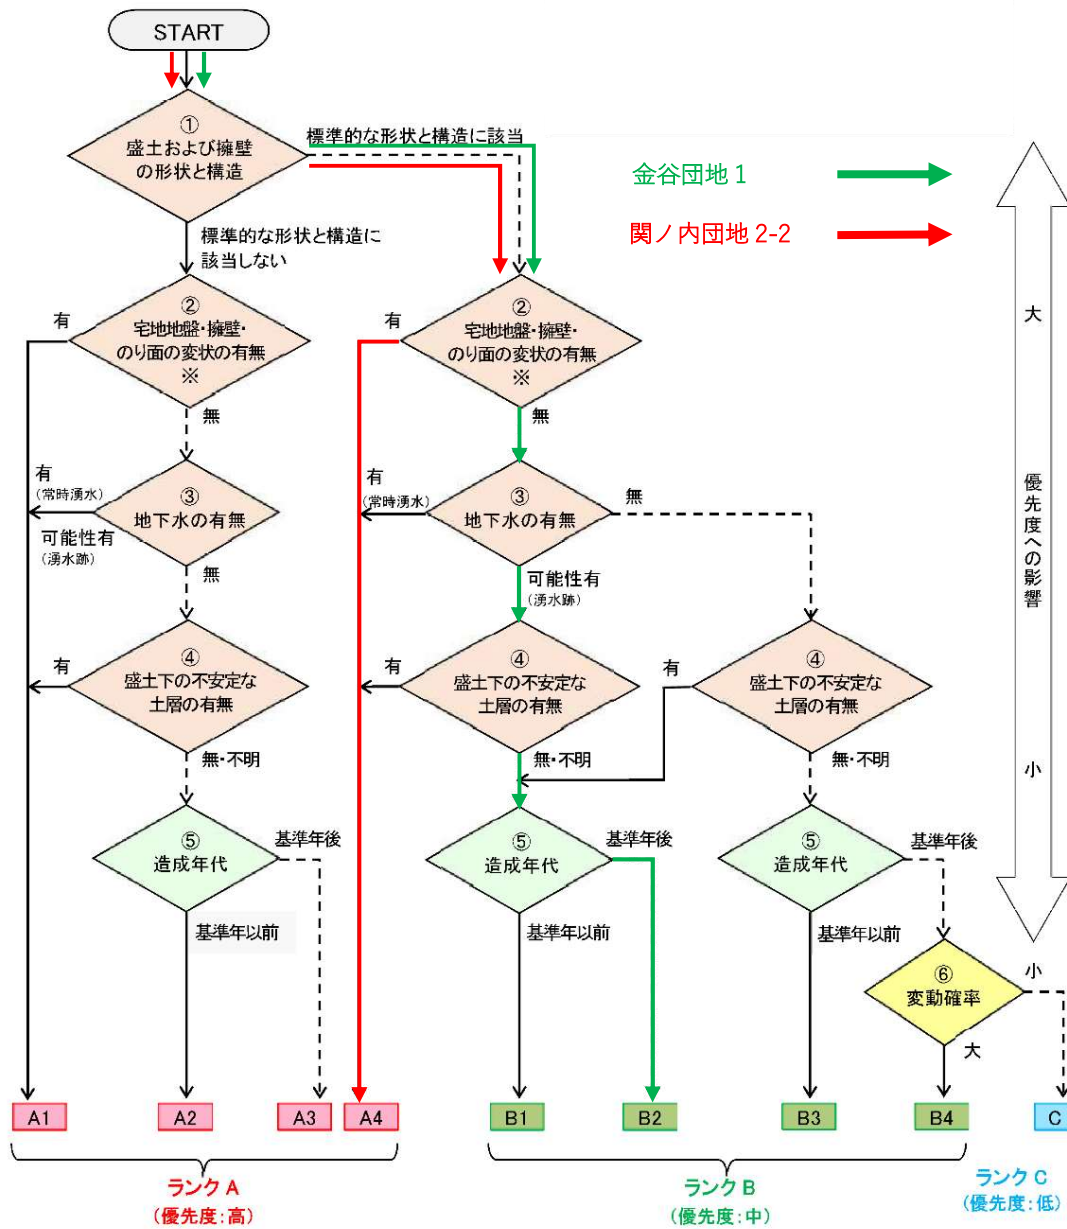 START
①
盛土および擁壁
の形状と構造
標準的な形状と構造に該当
標準的な形状と構造に
該当しない
金谷団地 1
関ノ内団地 2-2
大
優先度への影響
小
②
宅地地盤・擁壁・
のり面の変状の有無
※
有
無
②
宅地地盤・擁壁・
のり面の変状の有無
※
有
無
③
地下水の有無
有
(常時湧水)
可能性有
(湧水跡)
無
③
地下水の有無
有
(常時湧水)
無
可能性有
(湧水跡)
④
盛土下の不安定な
土層の有無
有
無・不明
④
盛土下の不安定な
土層の有無
有
無・不明
④
盛土下の不安定な
土層の有無
有
無・不明
⑤
造成年代
基準年後
基準年以前
⑤
造成年代
基準年後
基準年以前
⑤
造成年代
基準年後
基準年以前
⑥
変動確率
小
大
A1
A2
A3
A4
B1
B2
B3
B4
C
ランク A
(優先度:高)
ランク B
(優先度:中)
ランク C
(優先度:低)